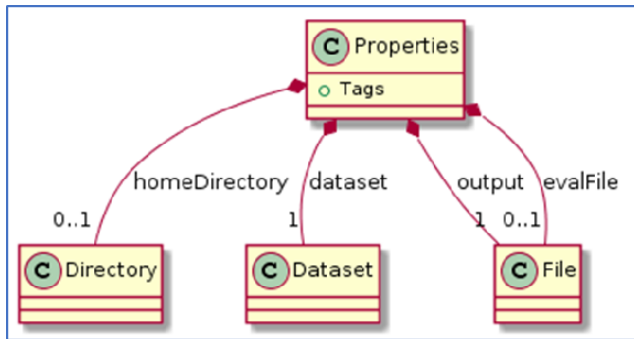 C Properties
Tags
homeDirectory dataset output evalFile
0..1 1 1 0..1
C Directory C Dataset C File